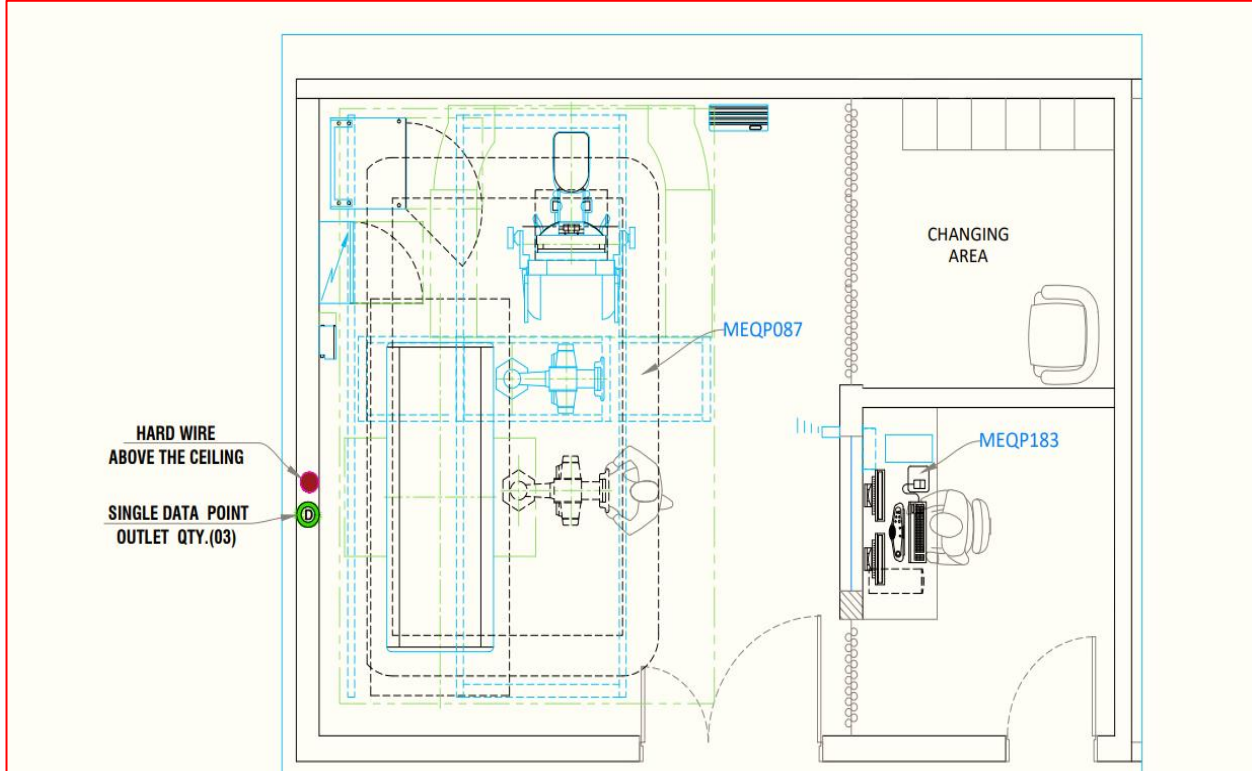 CHANGING
AREA
MEQP087
HARD WIRE
ABOVE THE CEILING
MEQP183
SINGLE DATA  POINT
OUTLET  QTY.(03)
D